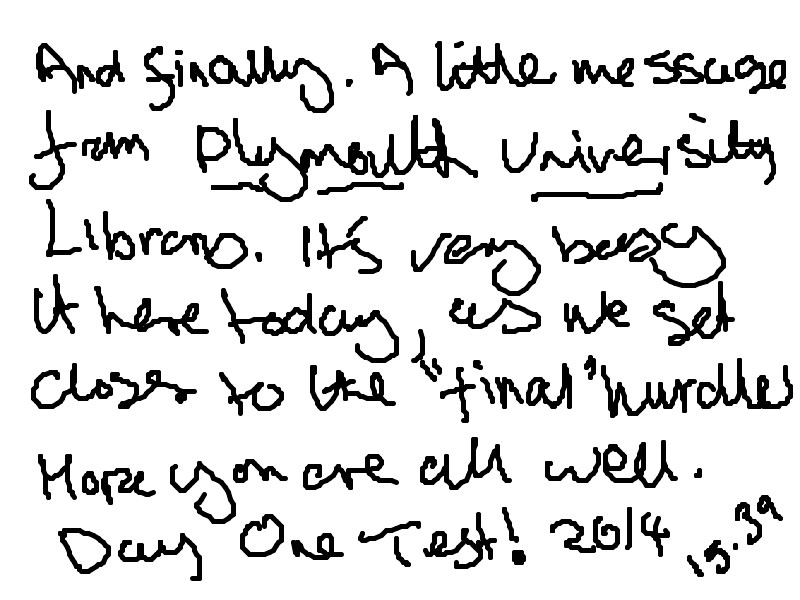 And finally. A little message
from Plymouth University
Library. It's very busy
it here today, as we get
closer to the "final" hurdles
Hope you are all well.
Day One Test! 2014 15.39